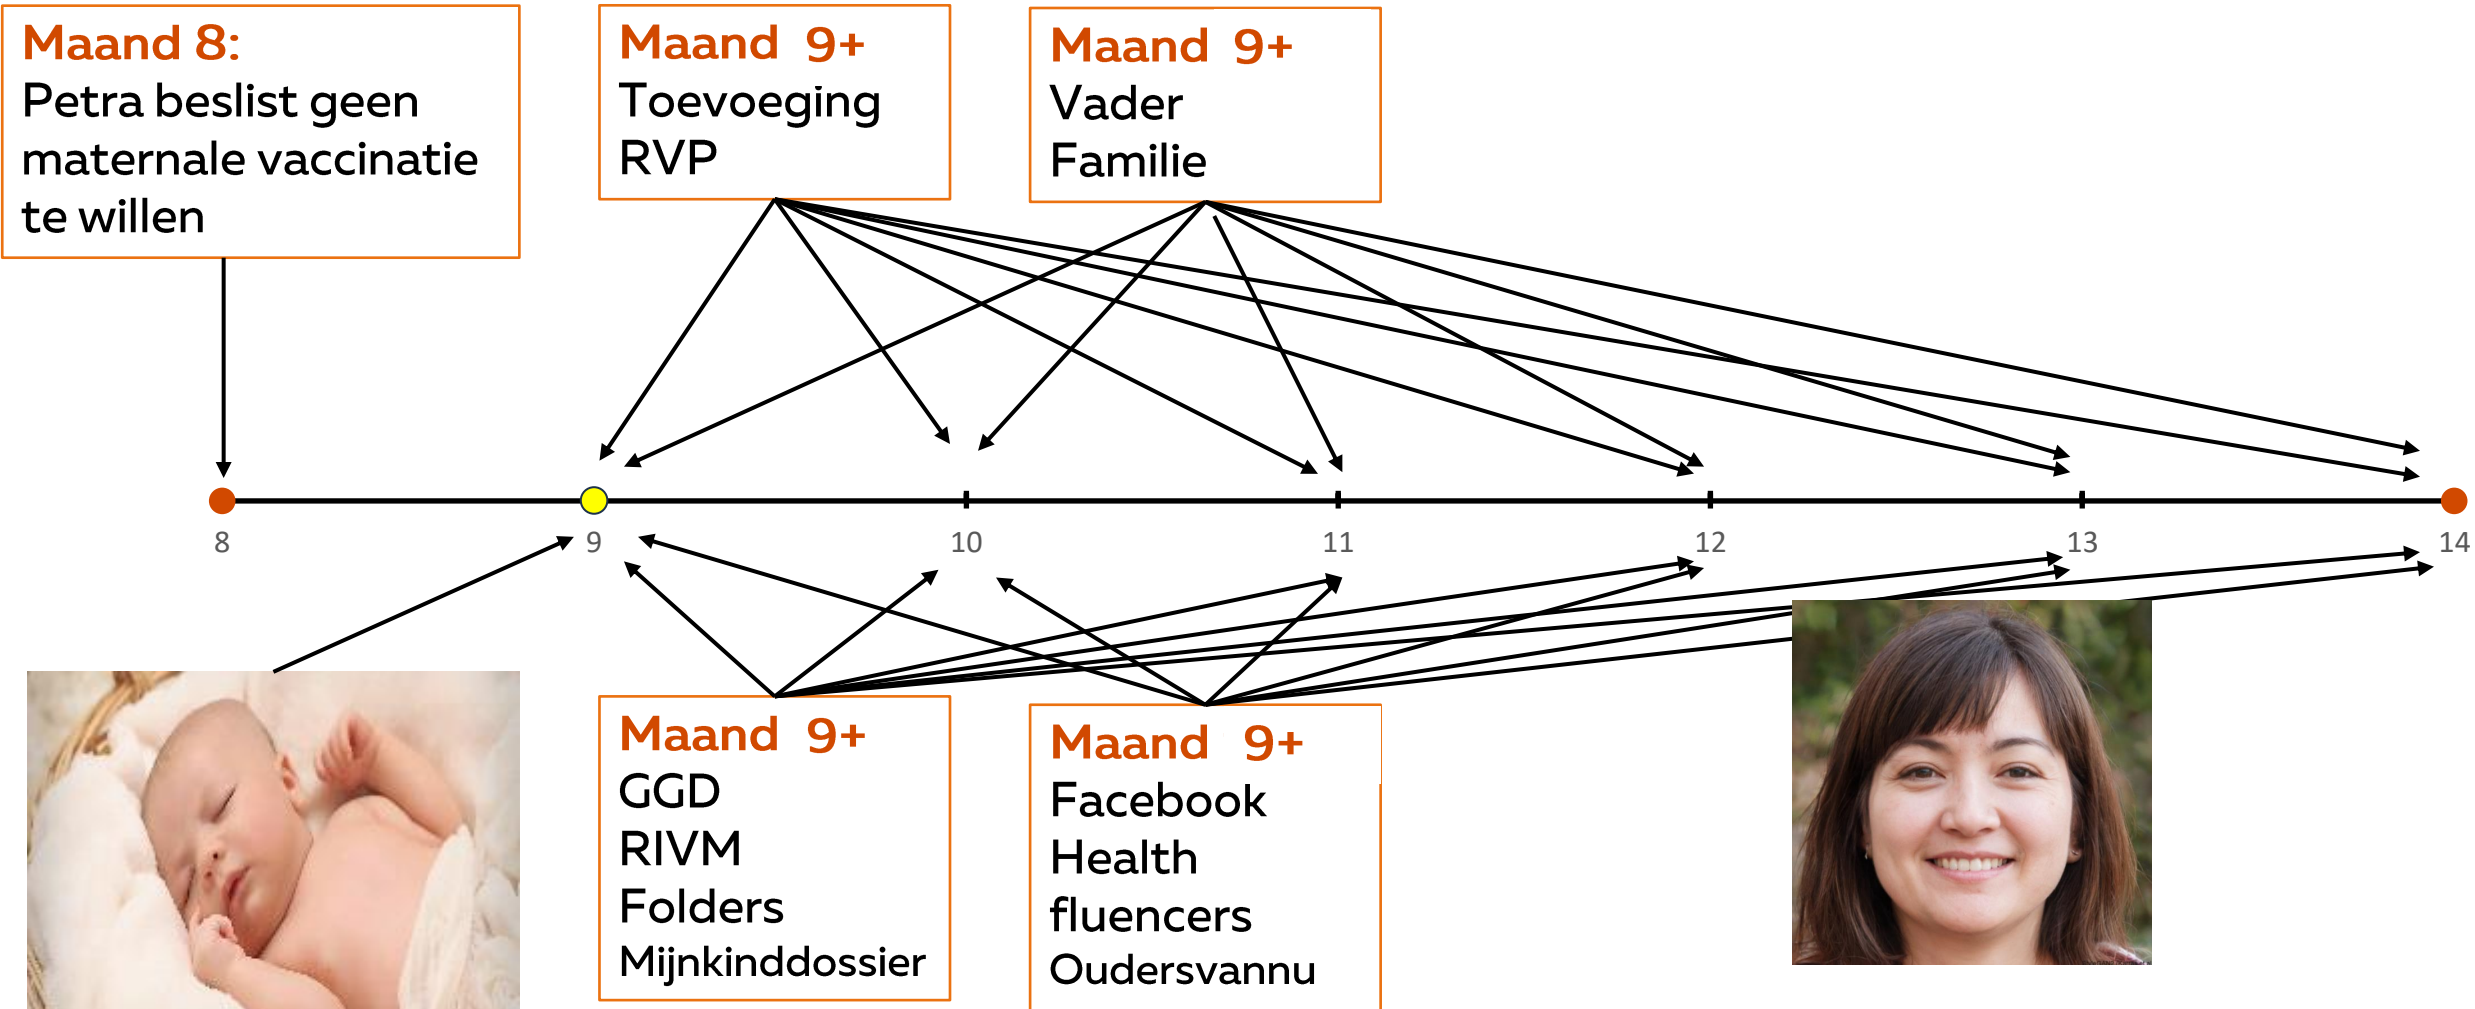 Maand 8:
Petra beslist geen
maternale vaccinatie
te willen
Maand 9+
Toevoeging
RVP
Maand 9+
Vader
Familie
8
9
10
11
12
13
14
Maand 9+
GGD
RIVM
Folders
Mijnkinddossier
Maand 9+
Facebook
Health
fluencers
Oudersvannu